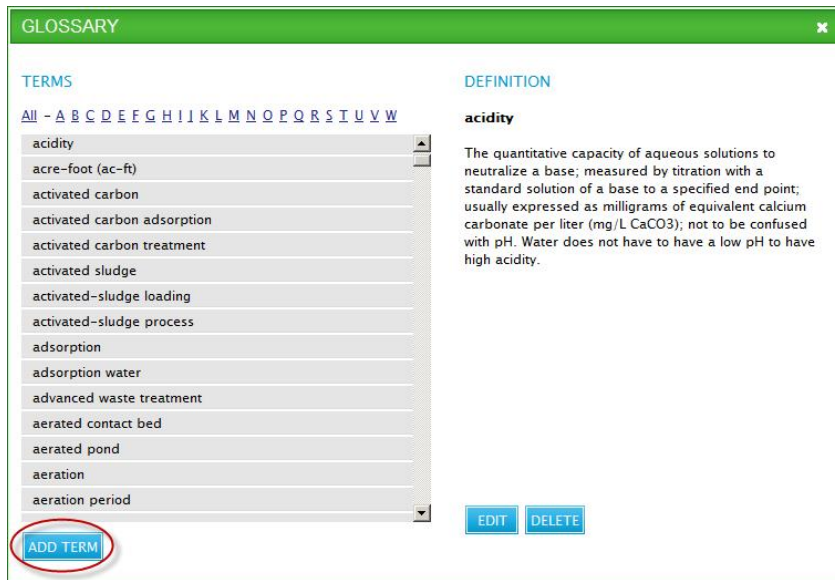 GLOSSARY
TERMS
All - A B C D E F G H I J K L M N O P Q R S T U V W
acidity
acre-foot (ac-ft)
activated carbon
activated carbon adsorption
activated carbon treatment
activated sludge
activated-sludge loading
activated-sludge process
adsorption
adsorption water
advanced waste treatment
aerated contact bed
aerated pond
aeration
aeration period
ADD TERM
DEFINITION
acidity
The quantitative capacity of aqueous solutions to
neutralize a base; measured by titration with a
standard solution of a base to a specified end point;
usually expressed as milligrams of equivalent calcium
carbonate per liter (mg/L CaCO3); not to be confused
with pH. Water does not have to have a low pH to have
high acidity.
EDIT DELETE